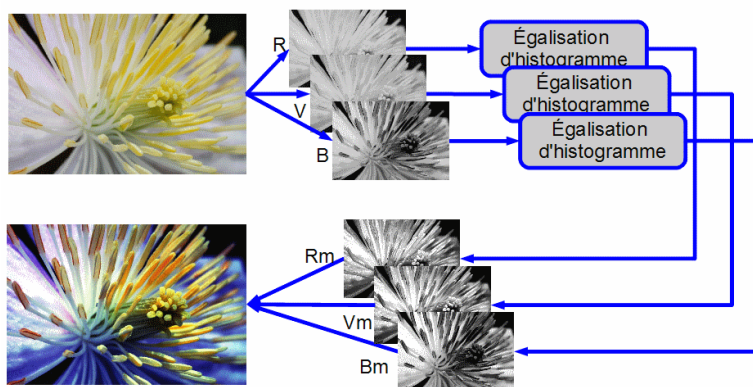 R
V
B
Égalisation
d'histogramme
Égalisation
d'histogramme
Égalisation
d'histogramme
Rm
Vm
Bm